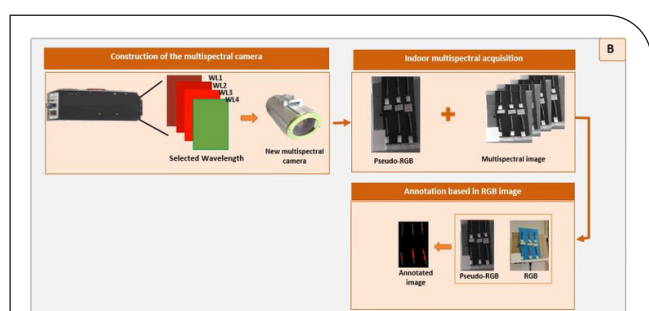 B
Construction of the multispectral camera
WL1
WL2
WL3
WL4
Selected Wavelength
New multispectral
camera
Indoor multispectral acquisition
Pseudo-RGB
Multispectral image
Annotation based in RGB image
Annotated
image
Pseudo-RGB
RGB